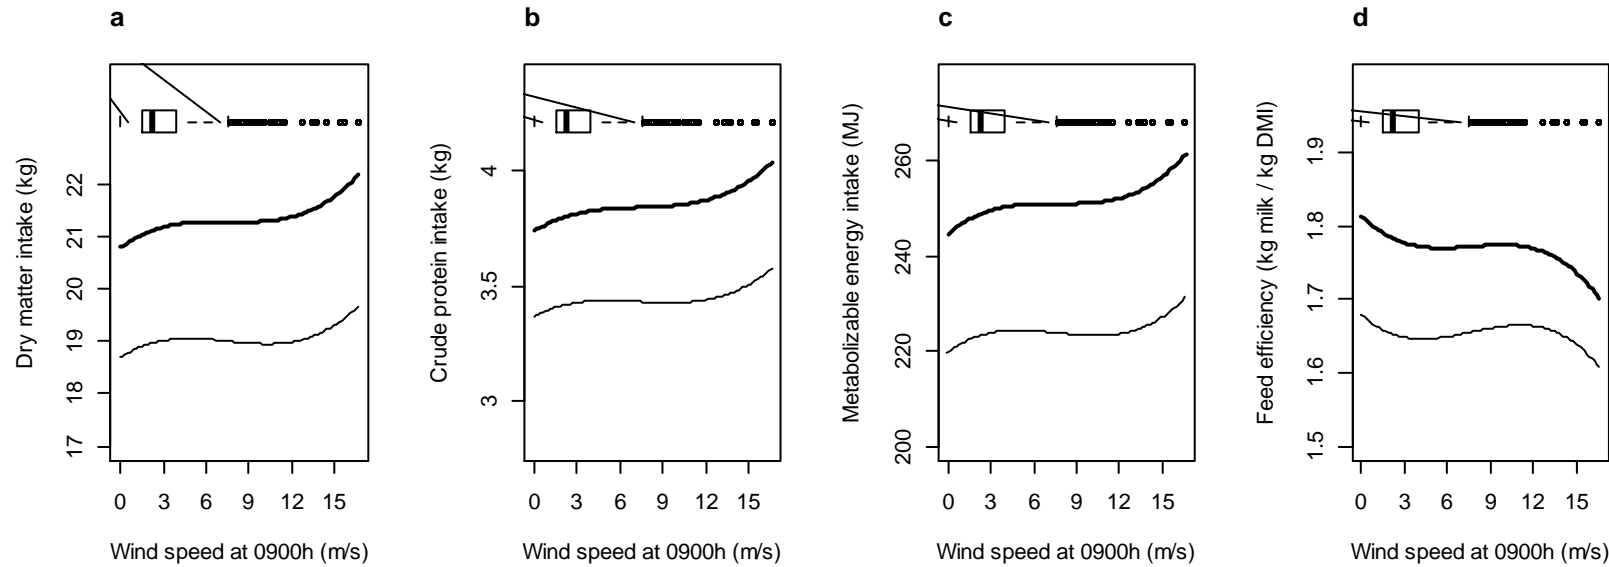 a
b
c
d
Dry matter intake (kg)
17 18 19 20 21 22
0 3 6 9 12 15
Wind speed at 0900h (m/s)
Crude protein intake (kg)
3 3.5 4
0 3 6 9 12 15
Wind speed at 0900h (m/s)
Metabolizable energy intake (MJ)
200 220 240 260
0 3 6 9 12 15
Wind speed at 0900h (m/s)
Feed efficiency (kg milk / kg DMI)
1.5 1.6 1.7 1.8 1.9
0 3 6 9 12 15
Wind speed at 0900h (m/s)